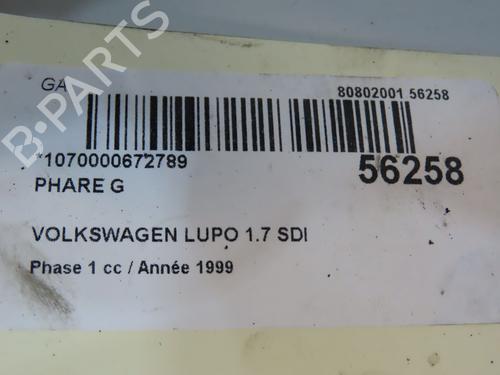 GA
80802001 56258
*1070000672789
56258
PHARE G
VOLKSWAGEN LUPO 1.7 SDI
Phase 1 cc / Année 1999
B-PARTS